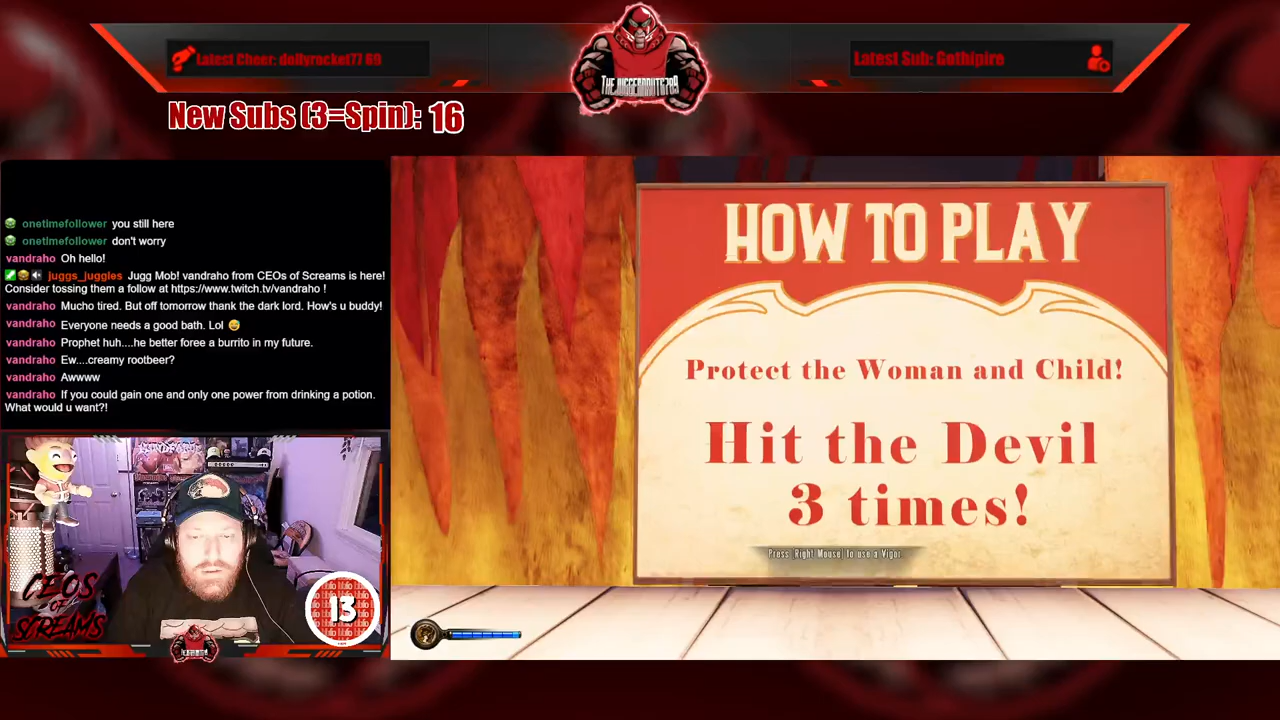 Latest Cheer: dollyrocket77 69
Latest Sub: Gothipire
THEJUGGERNAUT6789
New Subs (3=Spin): 16
onetimefollower you still here
onetimefollower don't worry
vandraho Oh hello!
juggs_juggles Jugg Mob! vandraho from CEOs of Screams is here!
Consider tossing them a follow at https://www.twitch.tv/vandraho !
vandraho Mucho tired. But off tomorrow thank the dark lord. How's u buddy!
vandraho Everyone needs a good bath. Lol 😅
vandraho Prophet huh....he better foree a burrito in my future.
vandraho Ew....creamy rootbeer?
vandraho Awwww
vandraho If you could gain one and only one power from drinking a potion.
What would u want?!
HOW TO PLAY
Protect the Woman and Child!
Hit the Devil
3 times!
Press [Right Mouse] to use a Vigor.
CEOS
OF
SCREAMS
13